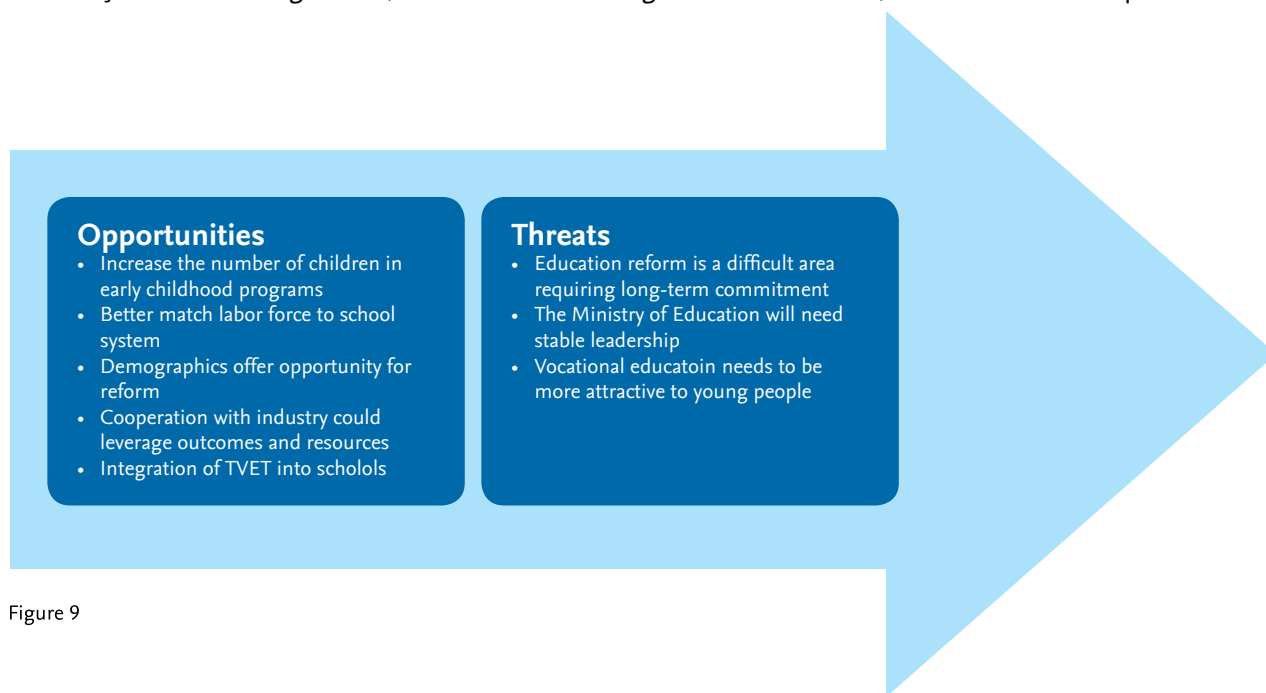 Opportunities
• Increase the number of children in
early childhood programs
• Better match labor force to school
system
• Demographics offer opportunity for
reform
• Cooperation with industry could
leverage outcomes and resources
• Integration of TVET into scholols
Threats
• Education reform is a difficult area
requiring long-term commitment
• The Ministry of Education will need
stable leadership
• Vocational educatoin needs to be
more attractive to young people
Figure 9